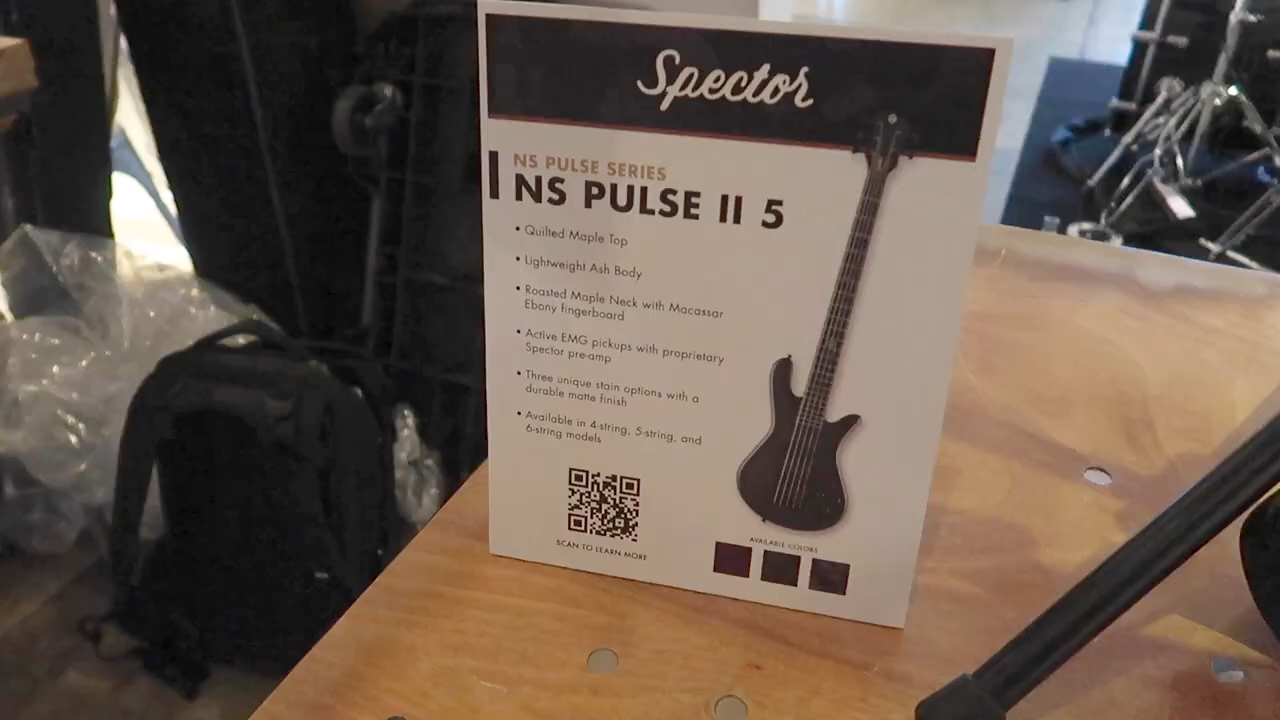 Spector
NS PULSE SERIES
NS PULSE II 5
• Quilted Maple Top
• Lightweight Ash Body
• Roasted Maple Neck with Macassar
Ebony fingerboard
• Active EMG pickups with proprietary
Spector pre-amp
• Three unique stain options with a
durable matte finish
• Available in 4-string, 5-string, and
6-string models
SCAN TO LEARN MORE
AVAILABLE COLORS